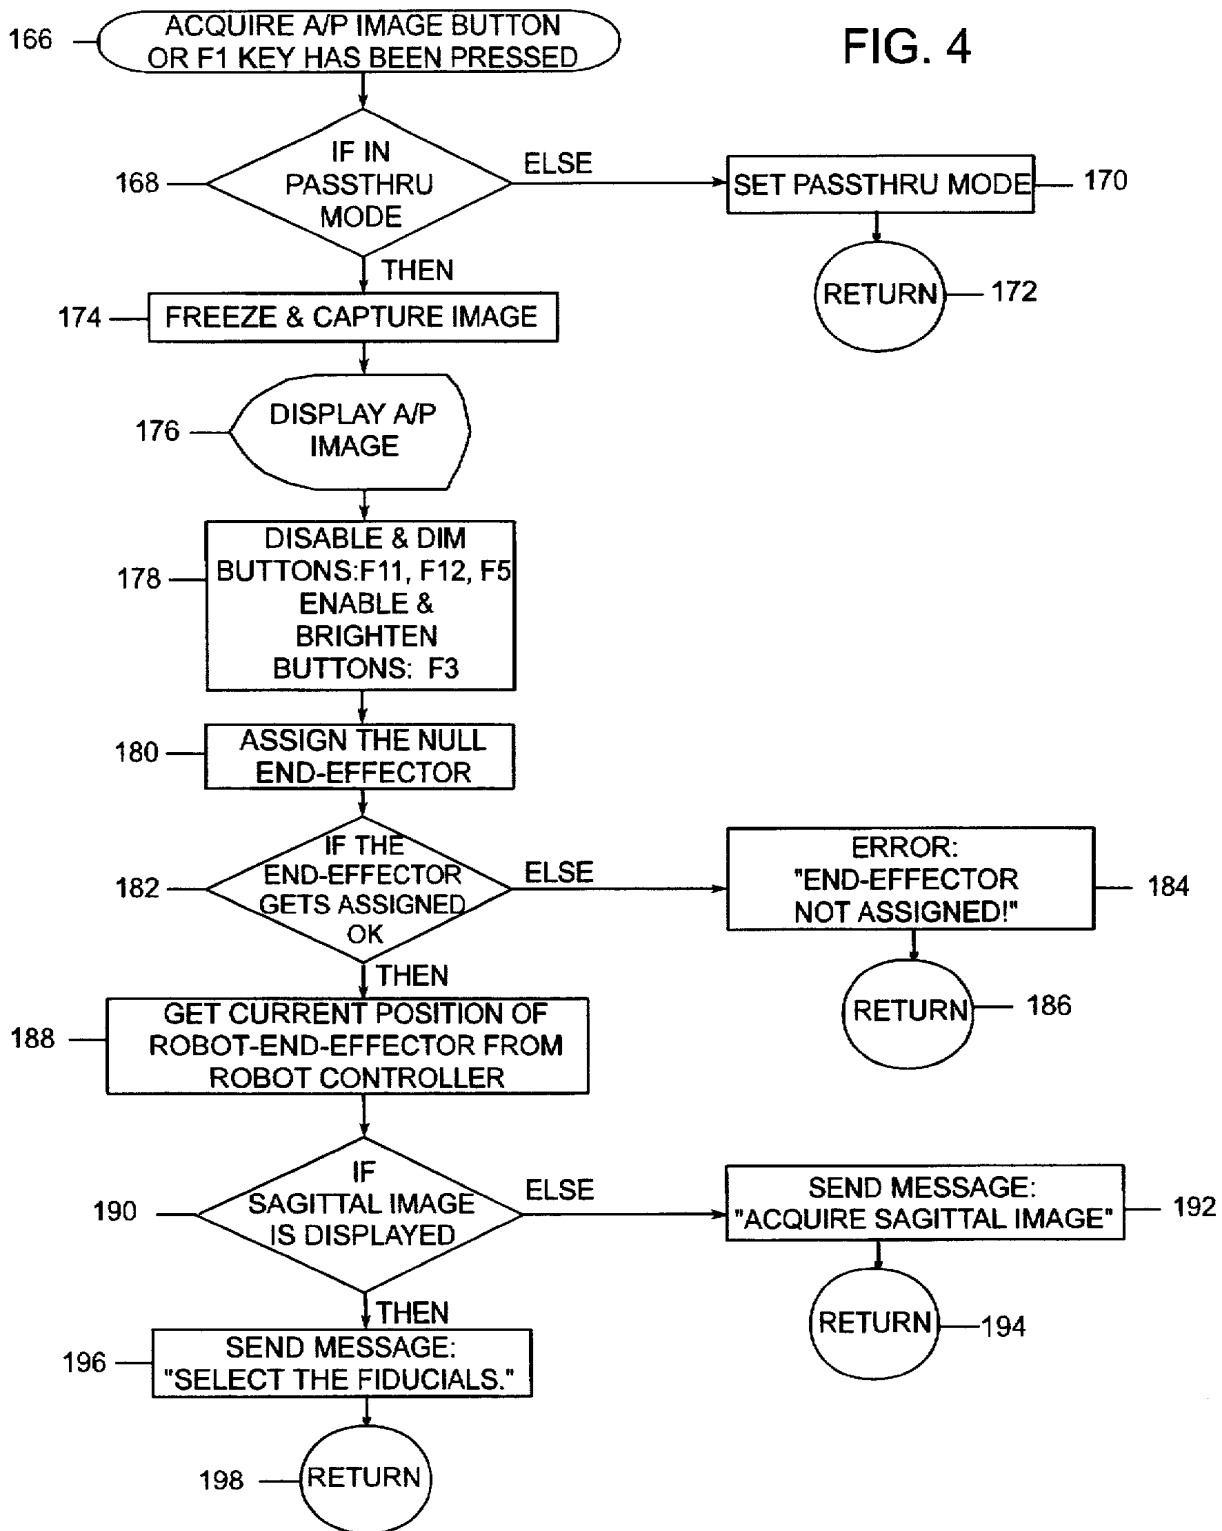 FIG. 4
166
ACQUIRE A/P IMAGE BUTTON
OR F1 KEY HAS BEEN PRESSED
168
IF IN
PASSTHRU
MODE
ELSE
SET PASSTHRU MODE
170
RETURN
172
THEN
174
FREEZE & CAPTURE IMAGE
176
DISPLAY A/P
IMAGE
178
DISABLE & DIM
BUTTONS:F11, F12, F5
ENABLE &
BRIGHTEN
BUTTONS: F3
180
ASSIGN THE NULL
END-EFFECTOR
182
IF THE
END-EFFECTOR
GETS ASSIGNED
OK
ELSE
ERROR:
"END-EFFECTOR
NOT ASSIGNED!"
184
RETURN
186
THEN
188
GET CURRENT POSITION OF
ROBOT-END-EFFECTOR FROM
ROBOT CONTROLLER
190
IF
SAGITTAL IMAGE
IS DISPLAYED
ELSE
SEND MESSAGE:
"ACQUIRE SAGITTAL IMAGE"
192
RETURN
194
THEN
196
SEND MESSAGE:
"SELECT THE FIDUCIALS."
198
RETURN